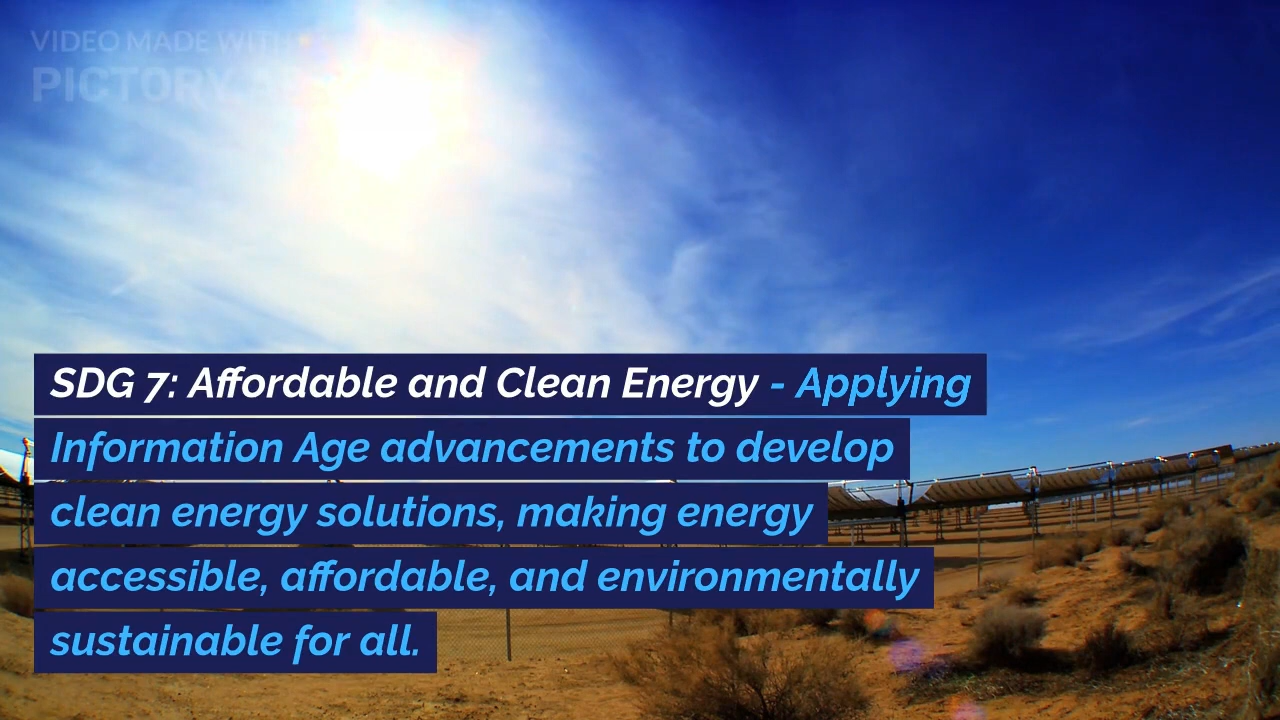 VIDEO MADE WITH
PICTORY
SDG 7: Affordable and Clean Energy - Applying
Information Age advancements to develop
clean energy solutions, making energy
accessible, affordable, and environmentally
sustainable for all.